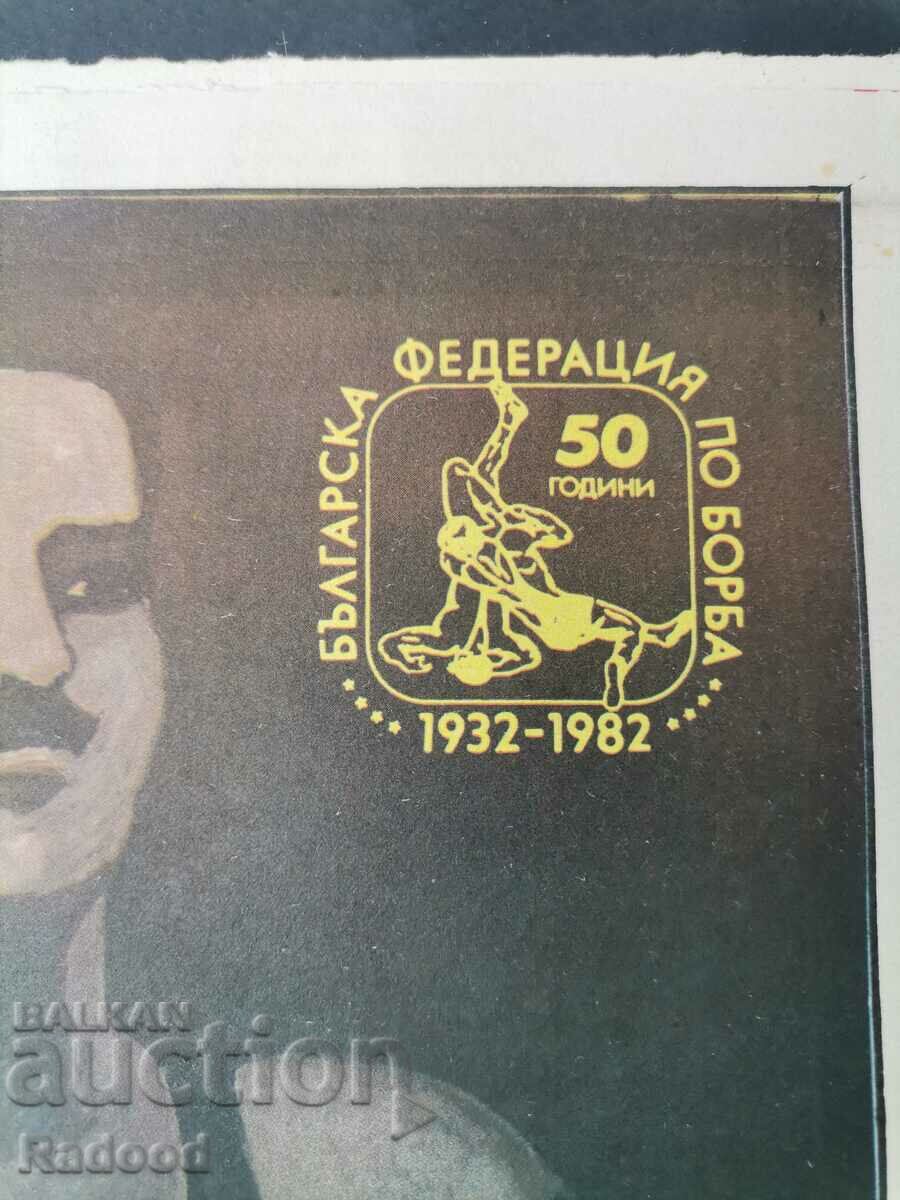 БЪЛГАРСКА ФЕДЕРАЦИЯ ПО БОРБА
50
ГОДИНИ
1932-1982
BALKAN
auction
Radood